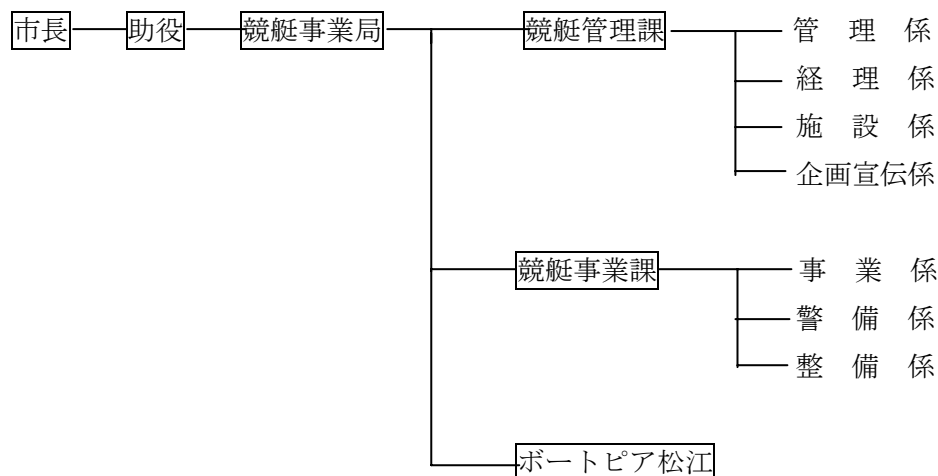 市長 助役 競艇事業局 競艇管理課 管理係
経理係
施設係
企画宣伝係
競艇事業課 事業係
警備係
整備係
ボートピア松江